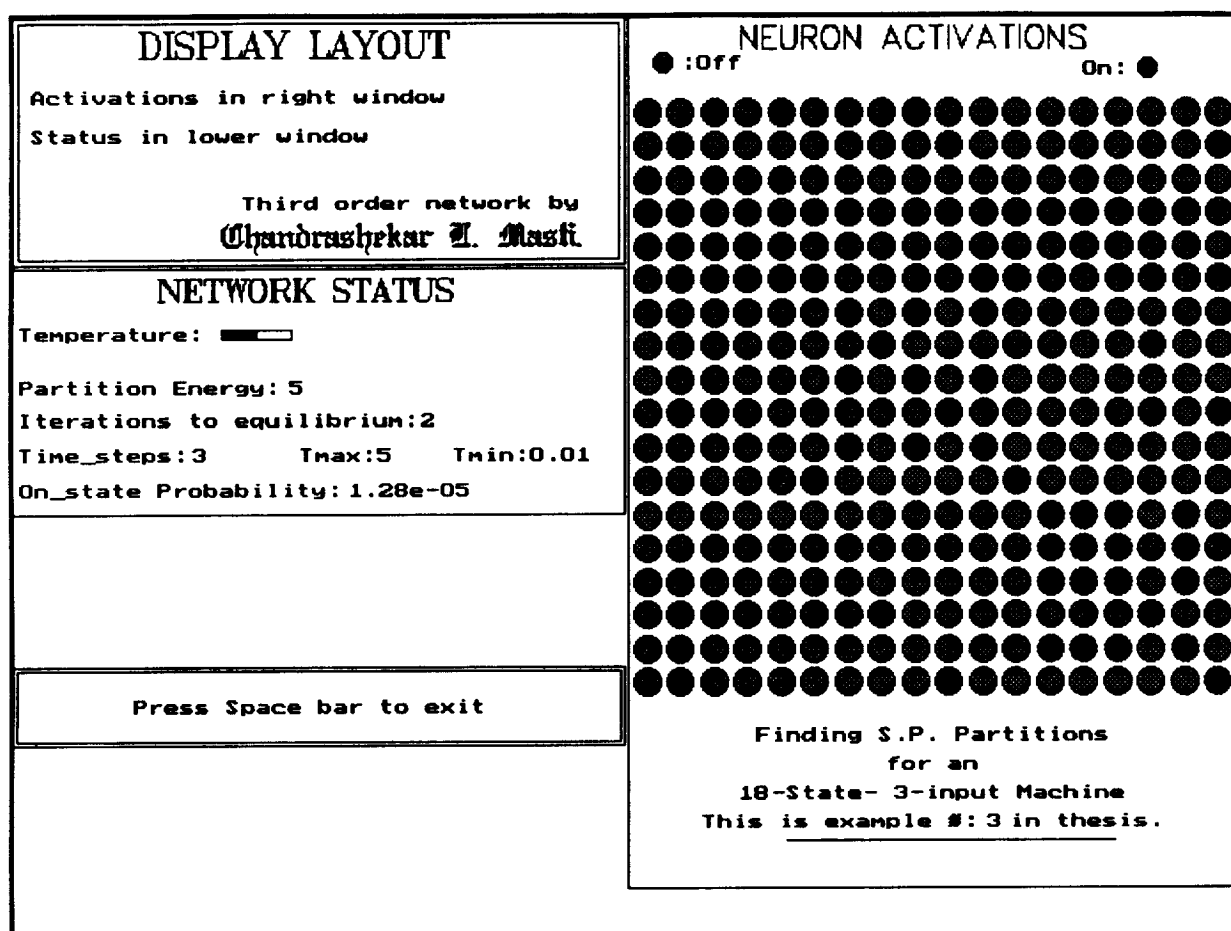 DISPLAY LAYOUT
Activations in right window
Status in lower window
Third order network by
Chandrashekar L. Masti.
NETWORK STATUS
Temperature:
Partition Energy: 5
Iterations to equilibrium:2
Time_steps:3 Tmax:5 Tmin:0.01
On_state Probability: 1.28e-05
Press Space bar to exit
NEURON ACTIVATIONS
:Off On:
Finding S.P. Partitions
for an
18-State- 3-input Machine
This is example #: 3 in thesis.